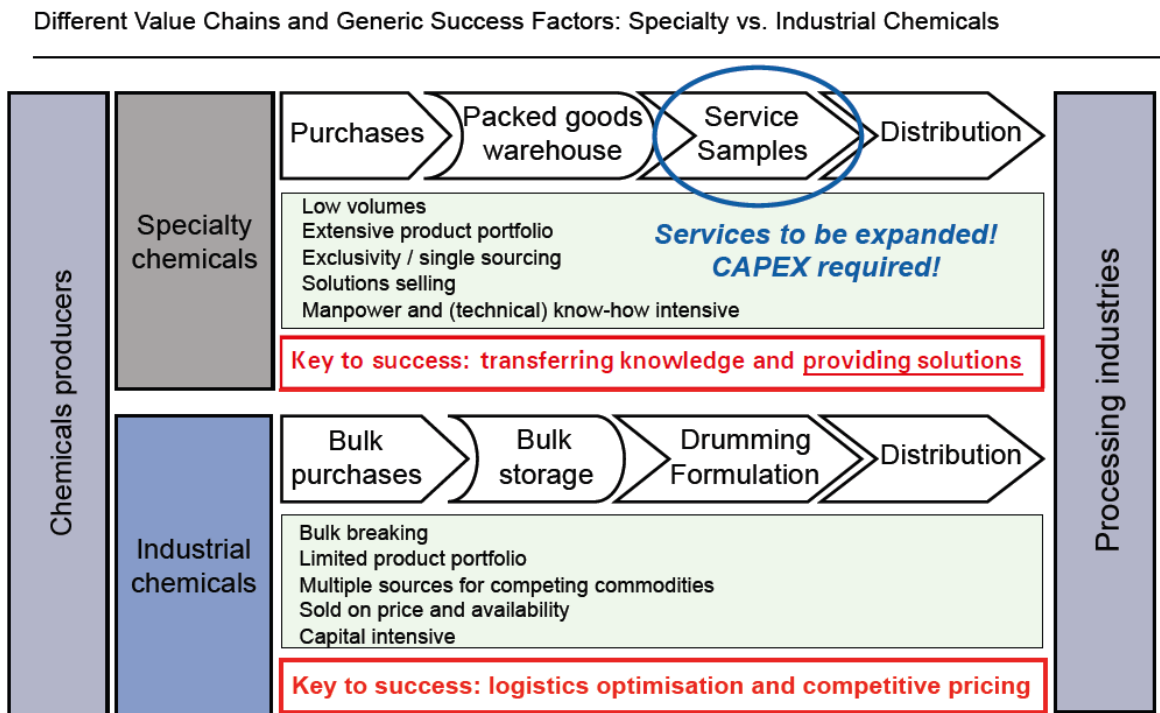 Different Value Chains and Generic Success Factors: Specialty vs. Industrial Chemicals
Chemicals producers
Specialty
chemicals
Purchases
Packed goods
warehouse
Service
Samples
Distribution
Low volumes
Extensive product portfolio
Exclusivity / single sourcing
Solutions selling
Manpower and (technical) know-how intensive
Services to be expanded!
CAPEX required!
Key to success: transferring knowledge and providing solutions
Industrial
chemicals
Bulk
purchases
Bulk
storage
Drumming
Formulation
Distribution
Bulk breaking
Limited product portfolio
Multiple sources for competing commodities
Sold on price and availability
Capital intensive
Key to success: logistics optimisation and competitive pricing
Processing industries